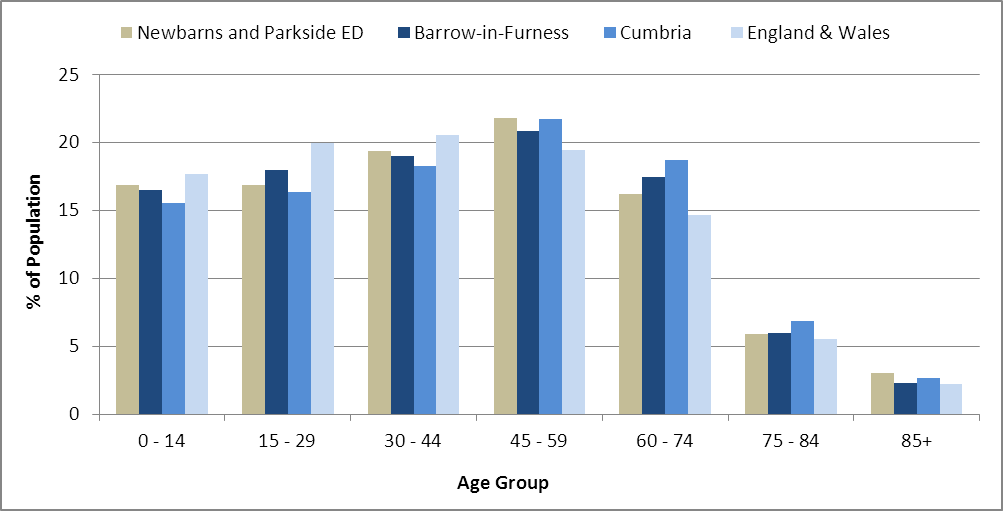 Newbarns and Parkside ED Barrow-in-Furness Cumbria England & Wales
25
20
15
10
5
0
% of Population
0 - 14 15 - 29 30 - 44 45 - 59 60 - 74 75 - 84 85+
Age Group